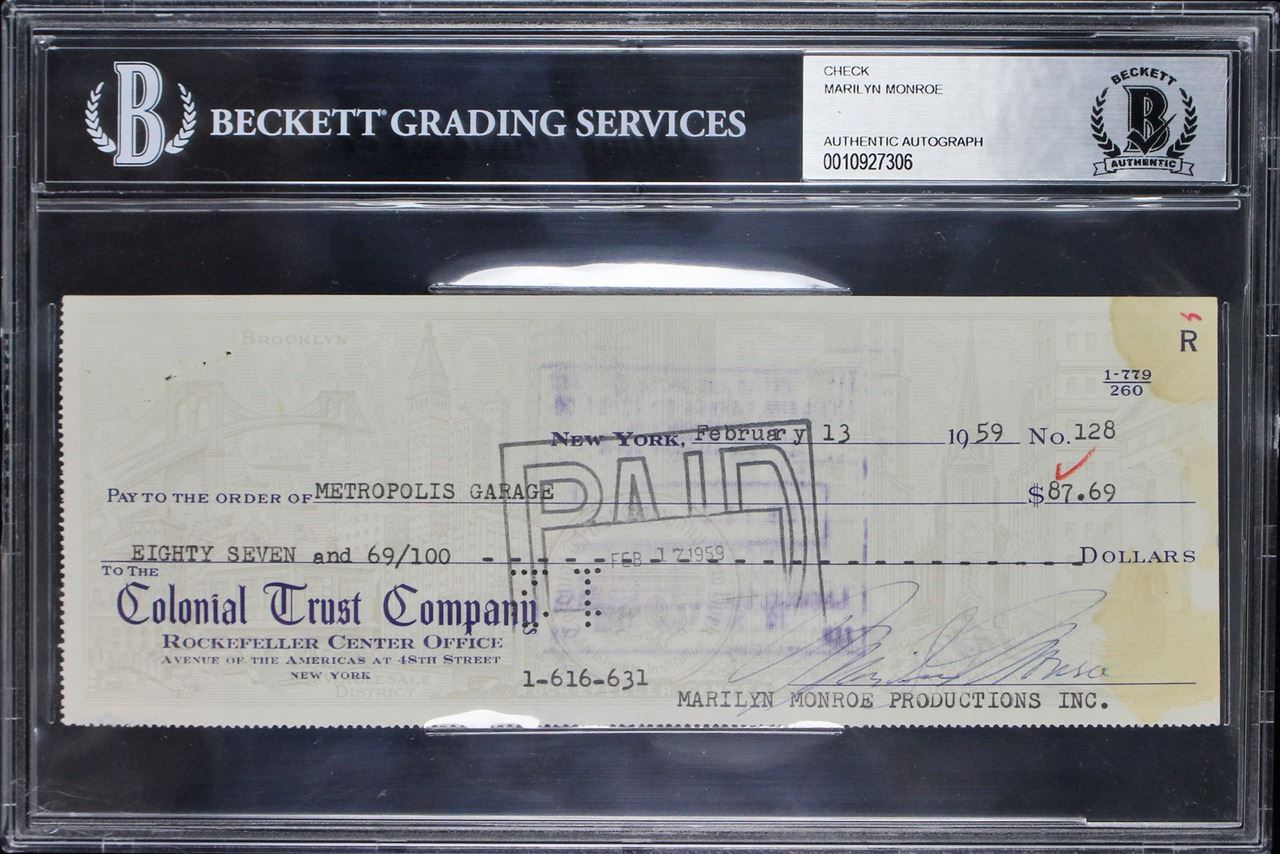 BECKETT GRADING SERVICES
CHECK
MARILYN MONROE
AUTHENTIC AUTOGRAPH
0010927306
BECKETT
B
AUTHENTIC
B
BROOKLYN
R
1-779
260
NEW YORK, February 13 1959 No. 128
PAY TO THE ORDER OF METROPOLIS GARAGE $87.69
PAID
EIGHTY SEVEN and 69/100 - - - - - - - - - - - - - - - - - - - DOLLARS
FEB 17 1959
TO THE
Colonial Trust Company
ROCKEFELLER CENTER OFFICE
AVENUE OF THE AMERICAS AT 48TH STREET
NEW YORK
DISTRICT
1-616-631
Marilyn Monroe
MARILYN MONROE PRODUCTIONS INC.